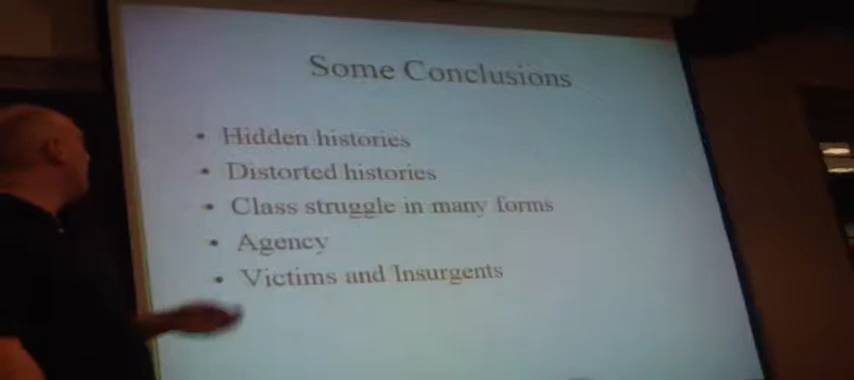 Some Conclusions
• Hidden histories
• Distorted histories
• Class struggle in many forms
• Agency
• Victims and Insurgents